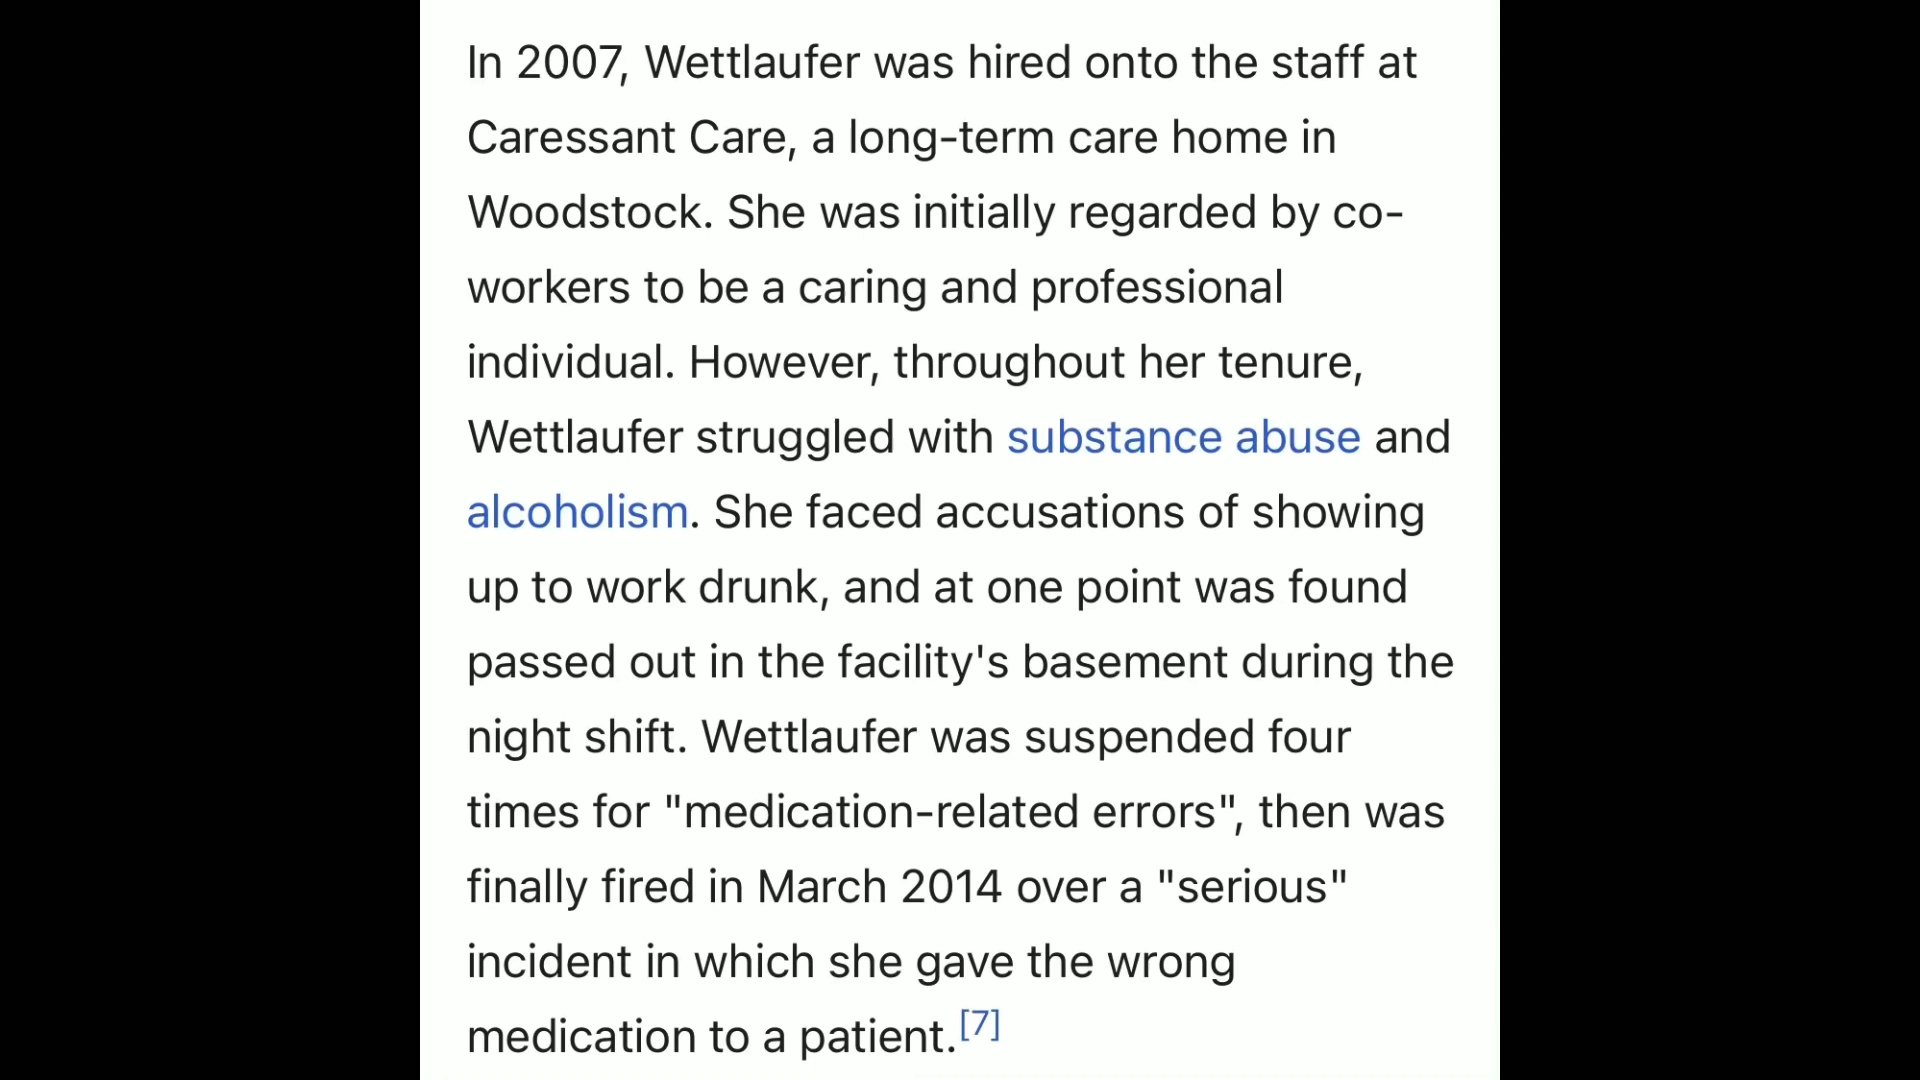 In 2007, Wettlaufer was hired onto the staff at
Caressant Care, a long-term care home in
Woodstock. She was initially regarded by co-
workers to be a caring and professional
individual. However, throughout her tenure,
Wettlaufer struggled with substance abuse and
alcoholism. She faced accusations of showing
up to work drunk, and at one point was found
passed out in the facility's basement during the
night shift. Wettlaufer was suspended four
times for "medication-related errors", then was
finally fired in March 2014 over a "serious"
incident in which she gave the wrong
medication to a patient.[7]